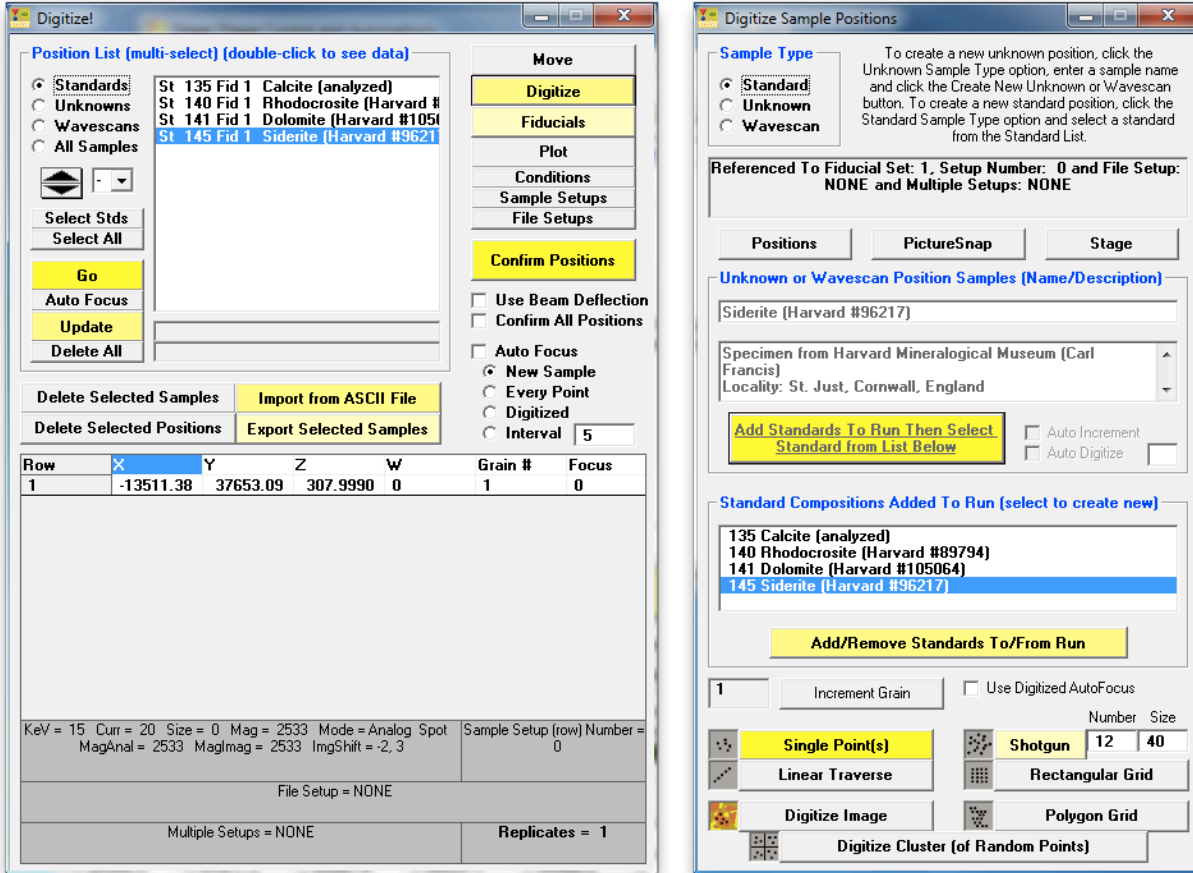 Digitize!
Position List (multi-select) (double-click to see data)
Standards
Unknowns
Wavescans
All Samples
-
Select Stds
Select All
Go
Auto Focus
Update
Delete All
St 135 Fid 1 Calcite (analyzed)
St 140 Fid 1 Rhodocrosite (Harvard #
St 141 Fid 1 Dolomite (Harvard #1050
St 145 Fid 1 Siderite (Harvard #9621
Move
Digitize
Fiducials
Plot
Conditions
Sample Setups
File Setups
Confirm Positions
Use Beam Deflection
Confirm All Positions
Auto Focus
New Sample
Every Point
Digitized
Interval 5
Delete Selected Samples
Import from ASCII File
Delete Selected Positions
Export Selected Samples
Row X Y Z W Grain # Focus
1 -13511.38 37653.09 307.9990 0 1 0
KeV = 15 Curr = 20 Size = 0 Mag = 2533 Mode = Analog Spot
MagAnal = 2533 MagImag = 2533 ImgShift = -2, 3
Sample Setup (row) Number =
0
File Setup = NONE
Multiple Setups = NONE
Replicates = 1
Digitize Sample Positions
Sample Type
Standard
Unknown
Wavescan
To create a new unknown position, click the
Unknown Sample Type option, enter a sample name
and click the Create New Unknown or Wavescan
button. To create a new standard position, click the
Standard Sample Type option and select a standard
from the Standard List.
Referenced To Fiducial Set: 1, Setup Number: 0 and File Setup:
NONE and Multiple Setups: NONE
Positions
PictureSnap
Stage
Unknown or Wavescan Position Samples (Name/Description)
Siderite (Harvard #96217)
Specimen from Harvard Mineralogical Museum (Carl
Francis)
Locality: St. Just, Cornwall, England
Add Standards To Run Then Select
Standard from List Below
Auto Increment
Auto Digitize
Standard Compositions Added To Run (select to create new)
135 Calcite (analyzed)
140 Rhodocrosite (Harvard #89794)
141 Dolomite (Harvard #105064)
145 Siderite (Harvard #96217)
Add/Remove Standards To/From Run
1
Increment Grain
Use Digitized AutoFocus
Number Size
Single Point(s)
Shotgun 12 40
Linear Traverse
Rectangular Grid
Digitize Image
Polygon Grid
Digitize Cluster (of Random Points)